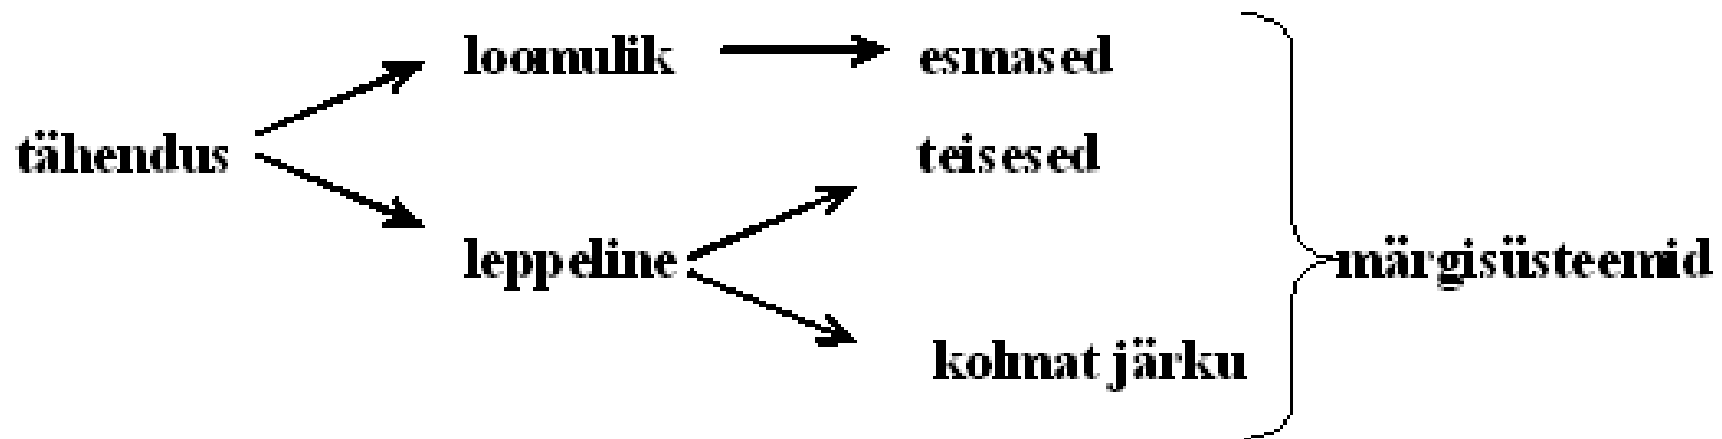 loomulik esmased
tähendus teisesed
leppeline märgisüsteemid
kolmat järku